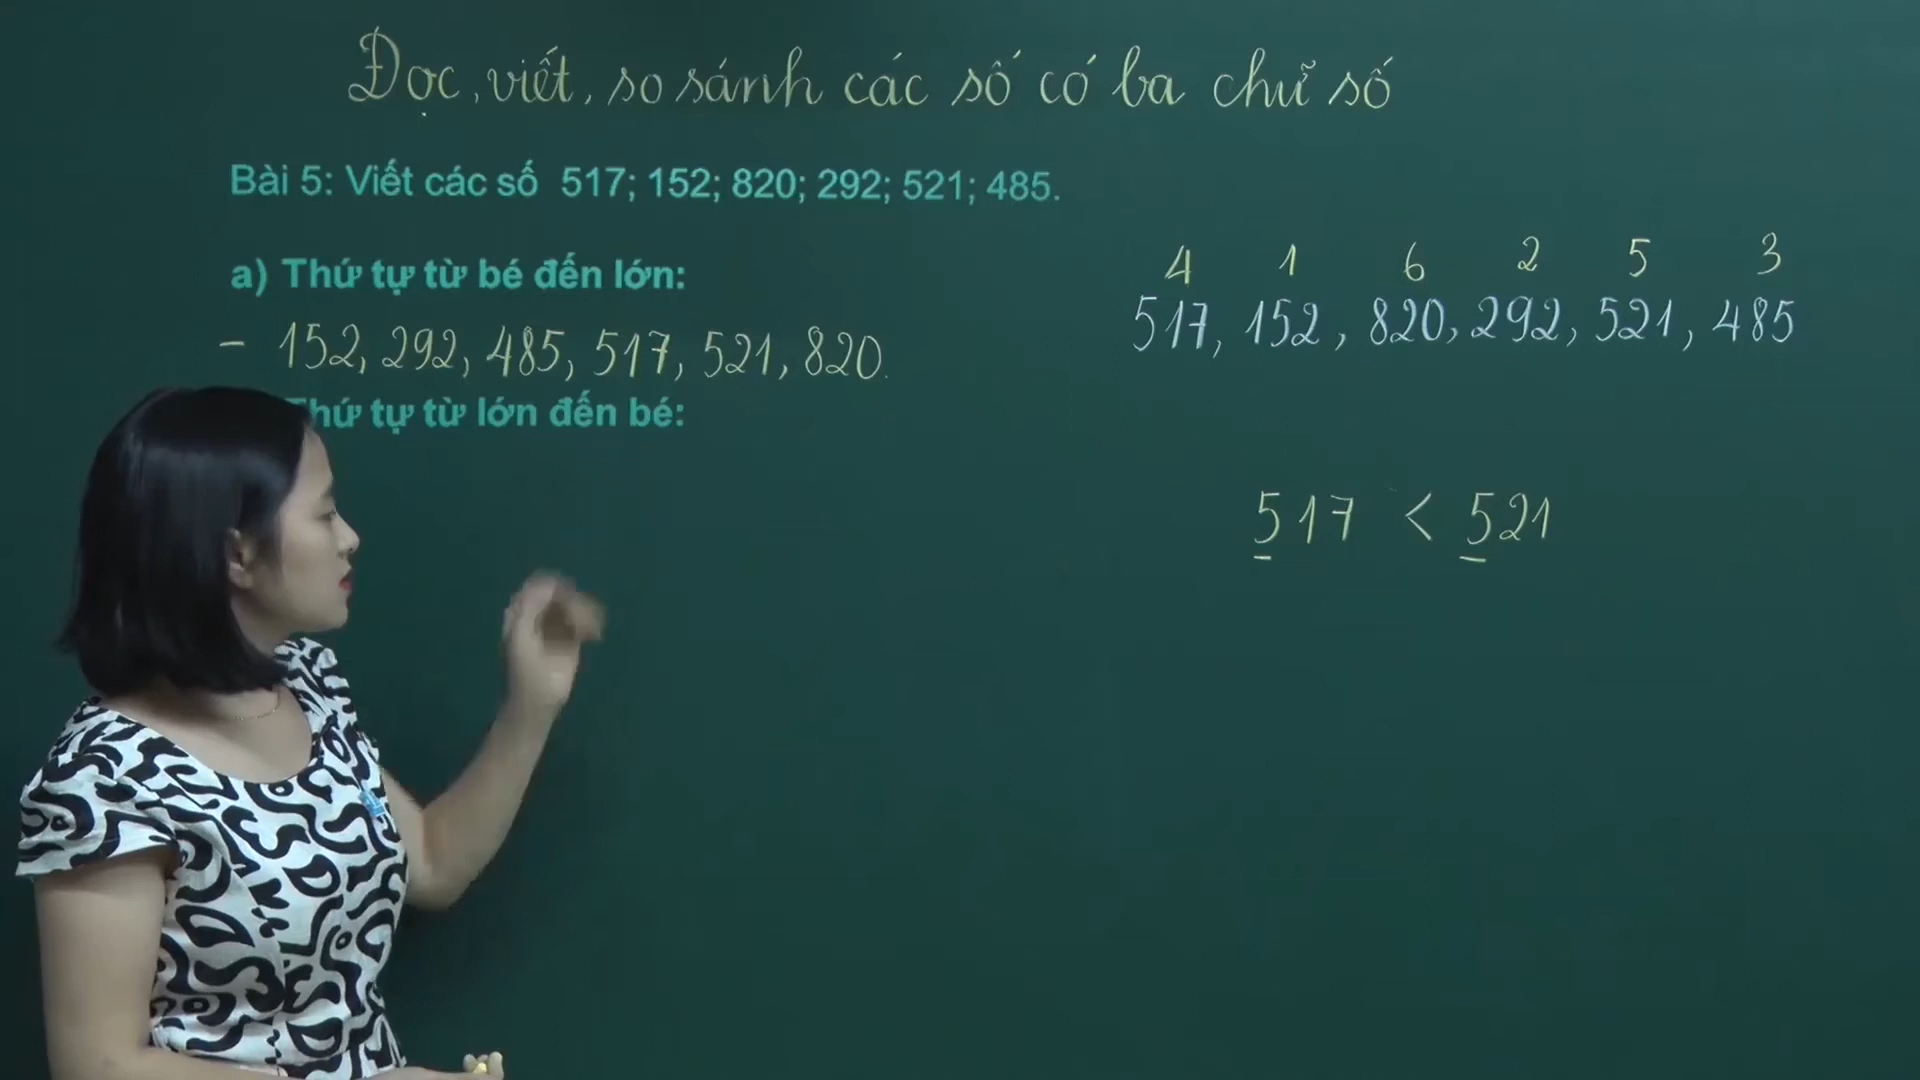 Đọc, viết, so sánh các số có ba chữ số
Bài 5: Viết các số 517; 152; 820; 292; 521; 485.
a) Thứ tự từ bé đến lớn:
- 152, 292, 485, 517, 521, 820.
Thứ tự từ lớn đến bé:
4 1 6 2 5 3
517, 152, 820, 292, 521, 485
517 < 521